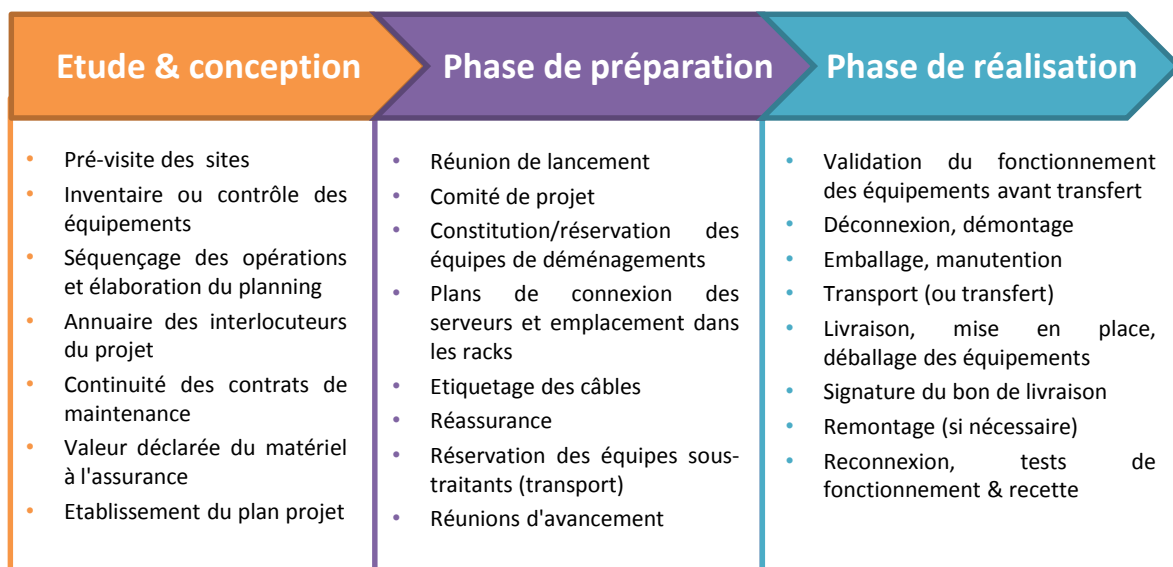 Etude & conception
Pré-visite des sites
Inventaire ou contrôle des
équipements
Séquençage des opérations
et élaboration du planning
Annuaire des interlocuteurs
du projet
Continuité des contrats de
maintenance
Valeur déclarée du matériel
à l'assurance
Etablissement du plan projet
Phase de préparation
Réunion de lancement
Comité de projet
Constitution/réservation des
équipes de déménagements
Plans de connexion des
serveurs et emplacement dans
les racks
Etiquetage des câbles
Réassurance
Réservation des équipes sous-
traitants (transport)
Réunions d'avancement
Phase de réalisation
Validation du fonctionnement
des équipements avant transfert
Déconnexion, démontage
Emballage, manutention
Transport (ou transfert)
Livraison, mise en place,
déballage des équipements
Signature du bon de livraison
Remontage (si nécessaire)
Reconnexion, tests de
fonctionnement & recette